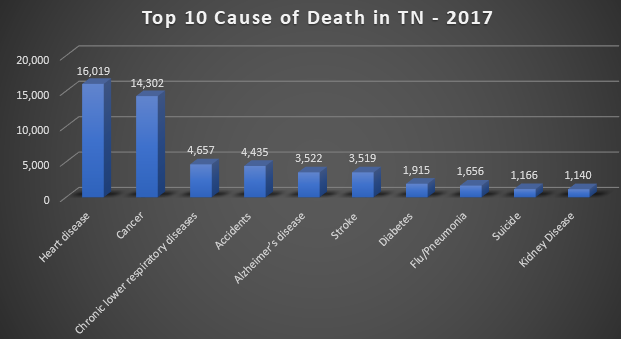 Top 10 Cause of Death in TN - 2017
20,000
15,000
10,000
5,000
0
16,019
14,302
4,657
4,435
3,522
3,519
1,915
1,656
1,166
1,140
Heart disease
Cancer
Chronic lower respiratory diseases
Accidents
Alzheimer's disease
Stroke
Diabetes
Flu/Pneumonia
Suicide
Kidney Disease